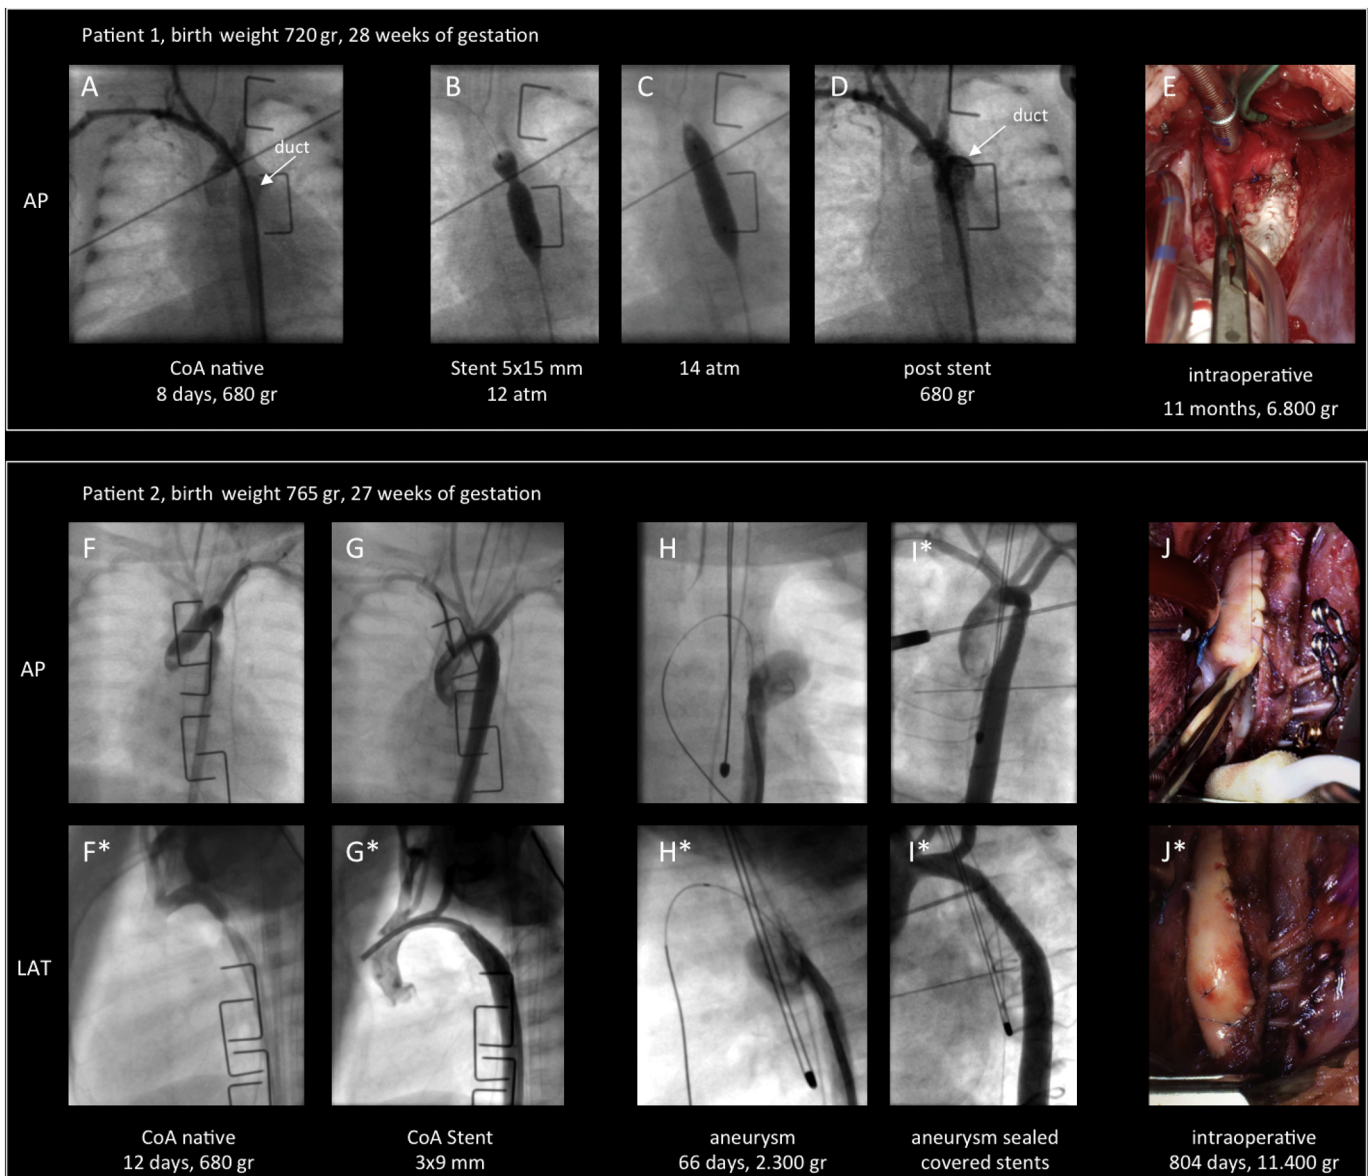 Patient 1, birth weight 720 gr, 28 weeks of gestation
A
B
C
D
E
duct
duct
AP
CoA native
8 days, 680 gr
Stent 5x15 mm
12 atm
14 atm
post stent
680 gr
intraoperative
11 months, 6.800 gr
Patient 2, birth weight 765 gr, 27 weeks of gestation
F
G
H
I*
J
AP
F*
G*
H*
I*
J*
LAT
CoA native
12 days, 680 gr
CoA Stent
3x9 mm
aneurysm
66 days, 2.300 gr
aneurysm sealed
covered stents
intraoperative
804 days, 11.400 gr